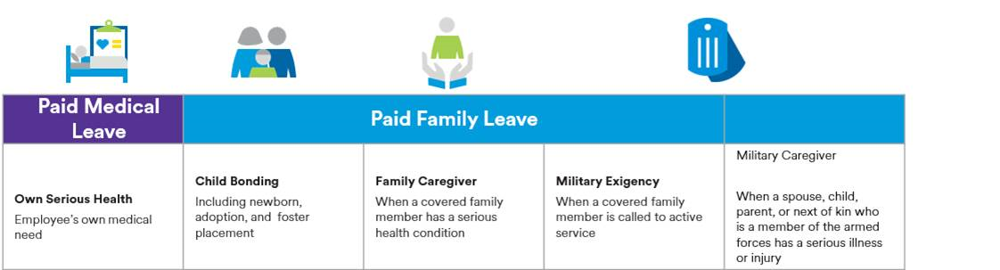 Paid Medical
Leave
Paid Family Leave
Own Serious Health
Employee's own medical
need
Child Bonding
Including newborn,
adoption, and foster
placement
Family Caregiver
When a covered family
member has a serious
health condition
Military Exigency
When a covered family
member is called to active
service
Military Caregiver
When a spouse, child,
parent, or next of kin who
is a member of the armed
forces has a serious illness
or injury